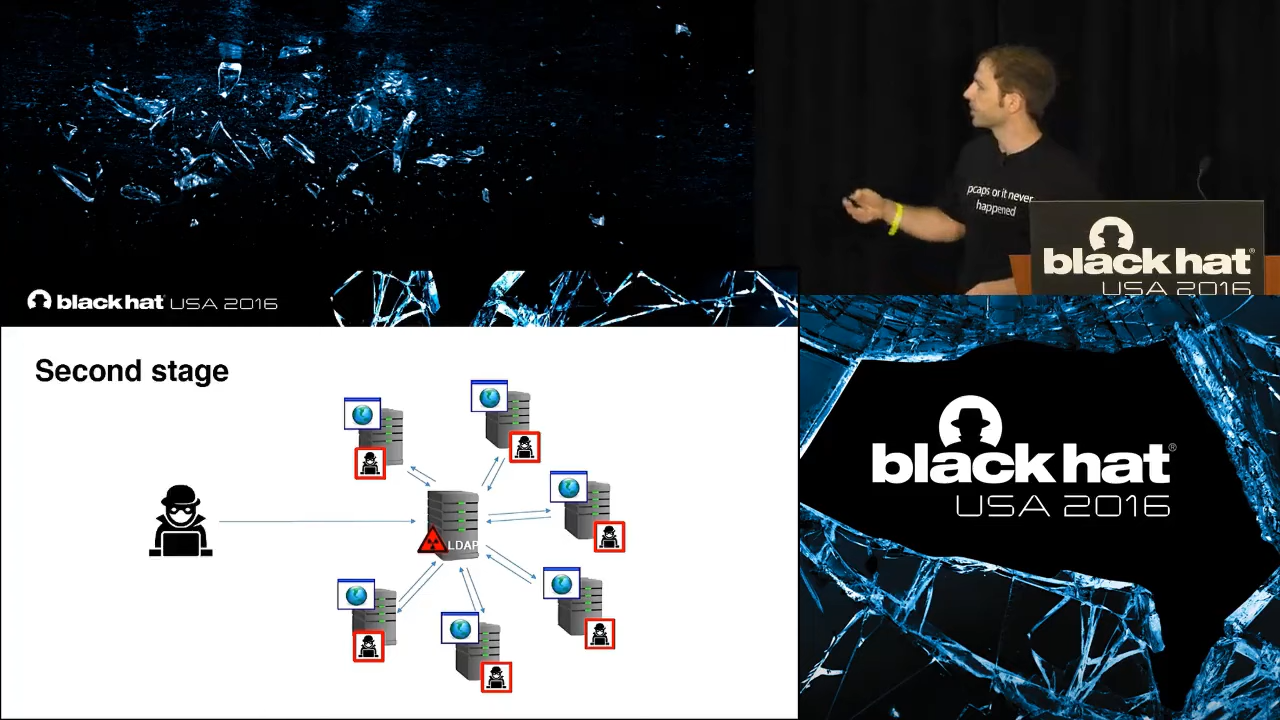 pcaps or it never
happened
black hat®
USA 2016
black hat USA 2016
Second stage
LDAP
black hat®
USA 2016